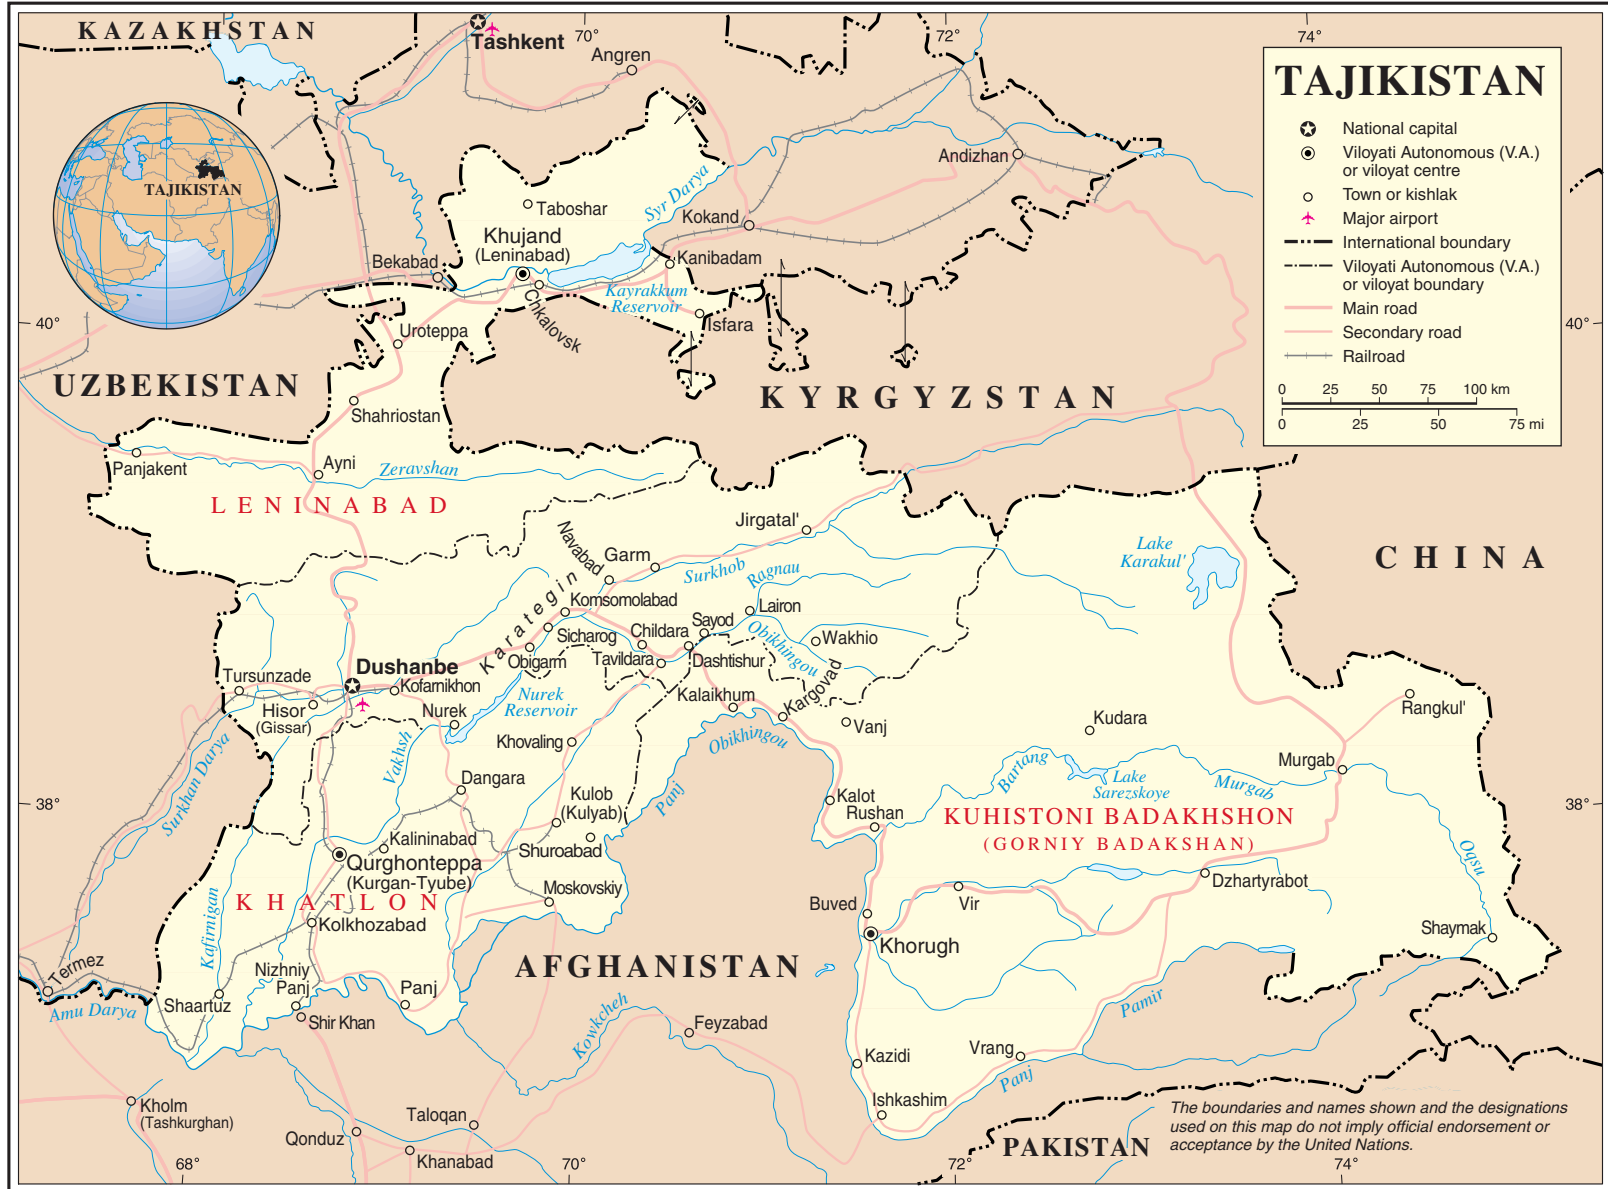 KAZAKHSTAN
70°
72°
74°
Tashkent
Angren
TAJIKISTAN
National capital
Viloyati Autonomous (V.A.)
or viloyat centre
Town or kishlak
Major airport
International boundary
Viloyati Autonomous (V.A.)
or viloyat boundary
Main road
Secondary road
Railroad
0 25 50 75 100 km
0 25 50 75 mi
TAJIKISTAN
Andizhan
Taboshar
Syr Darya
Kokand
Khujand
(Leninabad)
Bekabad
Kanibadam
Kayrakkum
Reservoir
Chkalovsk
Isfara
40°
40°
Uroteppa
UZBEKISTAN
KYRGYZSTAN
Shahriostan
Panjakent
Ayni
Zeravshan
LENINABAD
Jirgatal'
Navabad
Garm
Surkhob
Ragnau
Lake
Karakul'
CHINA
Karategin
Komsomolabad
Lairon
Sayod
Sicharog
Childara
Obikhingou
Wakhio
Obigarm
Tavildara
Dashtishur
Dushanbe
Tursunzade
Kofarnikhon
Nurek
Reservoir
Kalaikhum
Kargovad
Rangkul'
Hisor
(Gissar)
Nurek
Vanj
Kudara
Khovaling
Obikhingou
Surkhan Darya
Vakhsh
Dangara
Panj
Bartang
Lake
Sarezskoye
Murgab
Murgab
38°
38°
Kulob
(Kulyab)
Kalot
Rushan
KUHISTONI BADAKHSHON
(GORNIY BADAKSHAN)
Kalininabad
Shuroabad
Oqsu
Qurghonteppa
(Kurgan-Tyube)
Moskovskiy
Dzhartyrabot
KHATLON
Kafirnigan
Kolkhozabad
Buved
Vir
Khorugh
Shaymak
Termez
Nizhniy
Panj
Panj
AFGHANISTAN
Amu Darya
Shaartuz
Shir Khan
Kowkcheh
Feyzabad
Pamir
Kazidi
Vrang
Panj
Ishkashim
Kholm
(Tashkurghan)
Taloqan
Qonduz
Khanabad
PAKISTAN
The boundaries and names shown and the designations
used on this map do not imply official endorsement or
acceptance by the United Nations.
68°
70°
72°
74°